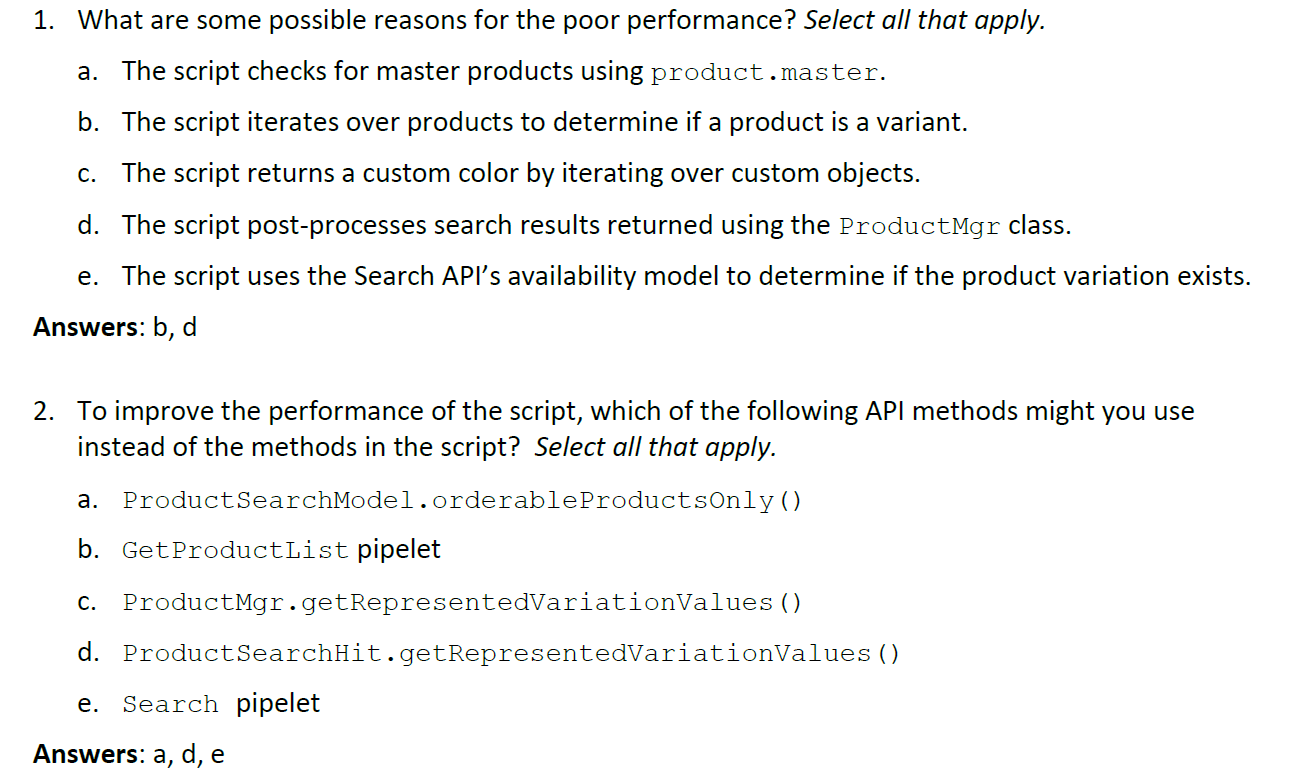 1. What are some possible reasons for the poor performance? Select all that apply.
a. The script checks for master products using product.master.
b. The script iterates over products to determine if a product is a variant.
c. The script returns a custom color by iterating over custom objects.
d. The script post-processes search results returned using the ProductMgr class.
e. The script uses the Search API’s availability model to determine if the product variation exists.
Answers: b, d
2. To improve the performance of the script, which of the following API methods might you use
instead of the methods in the script? Select all that apply.
a. ProductSearchModel.orderableProductsOnly()
b. GetProductList pipelet
c. ProductMgr.getRepresentedVariationValues()
d. ProductSearchHit.getRepresentedVariationValues()
e. Search pipelet
Answers: a, d, e